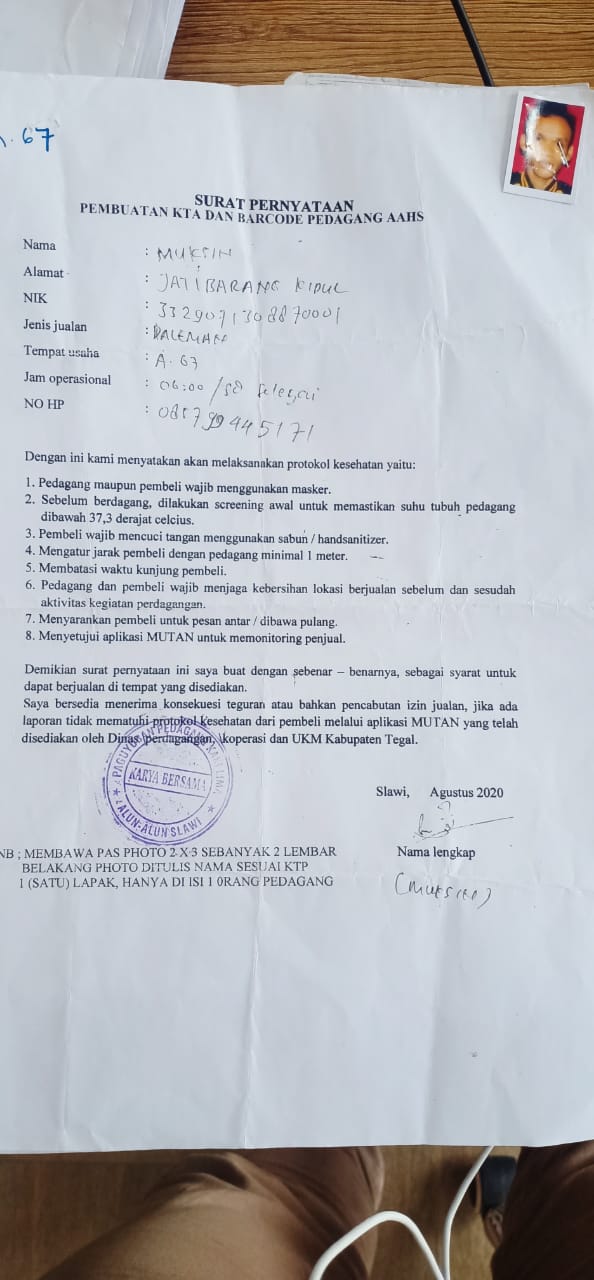 A. 67
SURAT PERNYATAAN
PEMBUATAN KTA DAN BARCODE PEDAGANG AAHS
Nama : MUKSIN
Alamat : JATIBARANG KIDUL
NIK : 3329071308870001
Jenis jualan : DALEMAN
Tempat usaha : A. 67
Jam operasional : 06:00 / sd selesai
NO HP :
Dengan ini kami menyatakan akan melaksanakan protokol kesehatan yaitu:
1. Pedagang maupun pembeli wajib menggunakan masker.
2. Sebelum berdagang, dilakukan screening awal untuk memastikan suhu tubuh pedagang
dibawah 37,3 derajat celcius.
3. Pembeli wajib mencuci tangan menggunakan sabun / handsanitizer.
4. Mengatur jarak pembeli dengan pedagang minimal 1 meter.
5. Membatasi waktu kunjung pembeli.
6. Pedagang dan pembeli wajib menjaga kebersihan lokasi berjualan sebelum dan sesudah
aktivitas kegiatan perdagangan.
7. Menyarankan pembeli untuk pesan antar / dibawa pulang.
8. Menyetujui aplikasi MUTAN untuk memonitoring penjual.
Demikian surat pernyataan ini saya buat dengan sebenar – benarnya, sebagai syarat untuk
dapat berjualan di tempat yang disediakan.
Saya bersedia menerima konsekuesi teguran atau bahkan pencabutan izin jualan, jika ada
laporan tidak mematuhi protokol kesehatan dari pembeli melalui aplikasi MUTAN yang telah
disediakan oleh Dinas perdagangan, koperasi dan UKM Kabupaten Tegal.
PAGUYUBAN PEDAGANG KAKI LIMA
KARYA BERSAMA
ALUN-ALUN SLAWI
Slawi, Agustus 2020
Nama lengkap
(MUKSIN)
NB ; MEMBAWA PAS PHOTO 2 X 3 SEBANYAK 2 LEMBAR
BELAKANG PHOTO DITULIS NAMA SESUAI KTP
1 (SATU) LAPAK, HANYA DI ISI 1 0RANG PEDAGANG